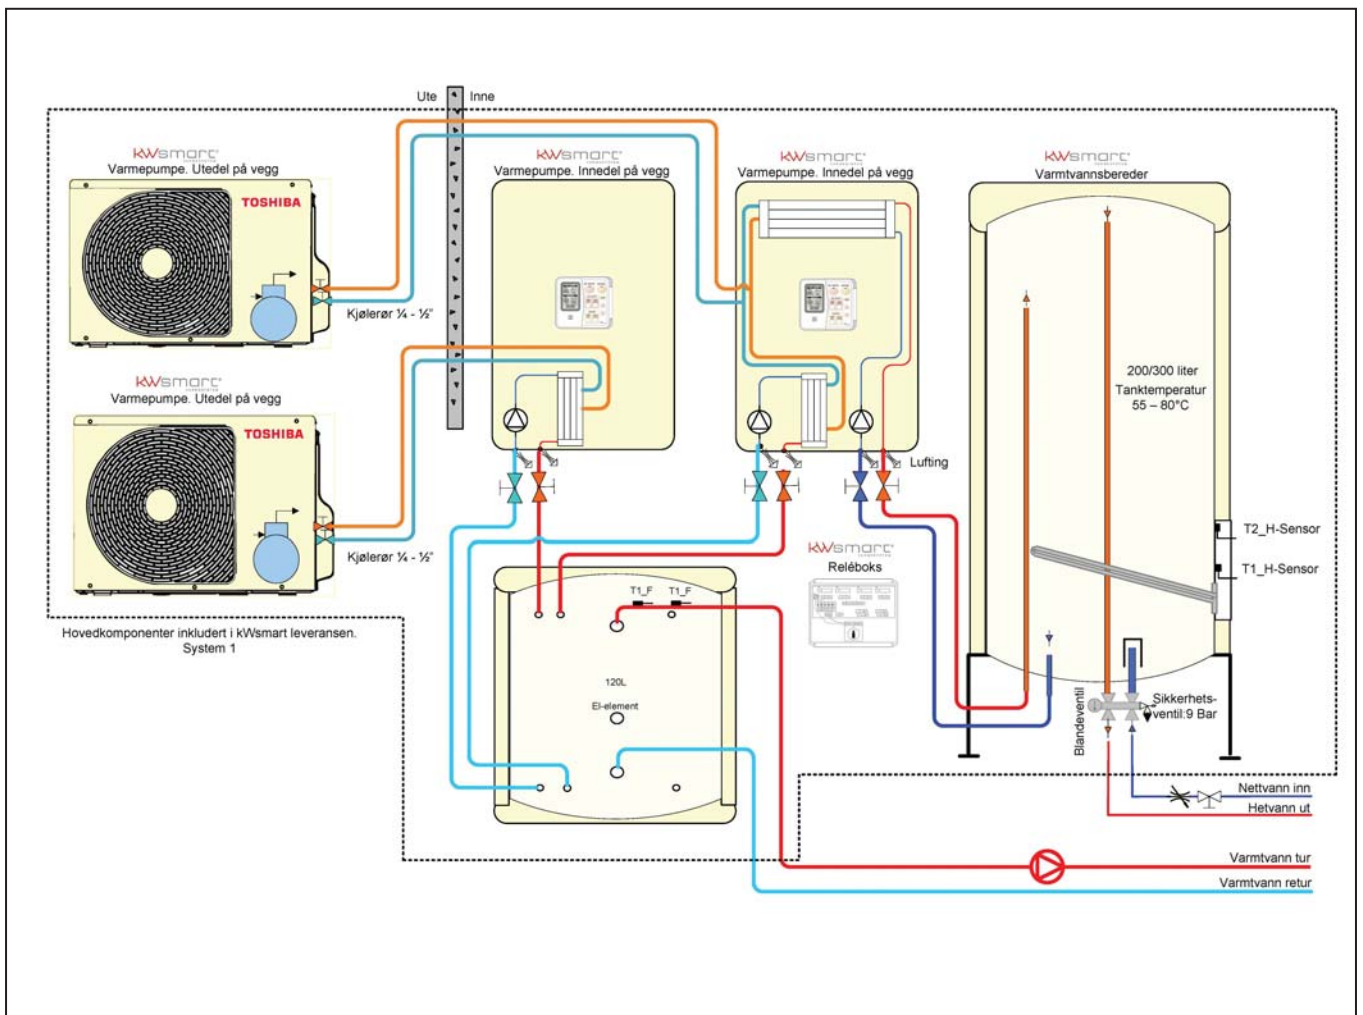 Ute
Inne
kWsmart
Varmepumpe. Utedel på vegg
TOSHIBA
Kjølerør ¼ - ½"
kWsmart
Varmepumpe. Utedel på vegg
TOSHIBA
Kjølerør ¼ - ½"
Hovedkomponenter inkludert i kWsmart leveransen.
System 1
kWsmart
Varmepumpe. Innedel på vegg
kWsmart
Varmepumpe. Innedel på vegg
Lufting
kWsmart
Varmtvannsbereder
200/300 liter
Tanktemperatur
55 – 80°C
T2_H-Sensor
T1_H-Sensor
kWsmart
Reléboks
T1_F
T1_F
120L
El-element
Blandeventil
Sikkerhets-
ventil:9 Bar
Nettvann inn
Hetvann ut
Varmtvann tur
Varmtvann retur